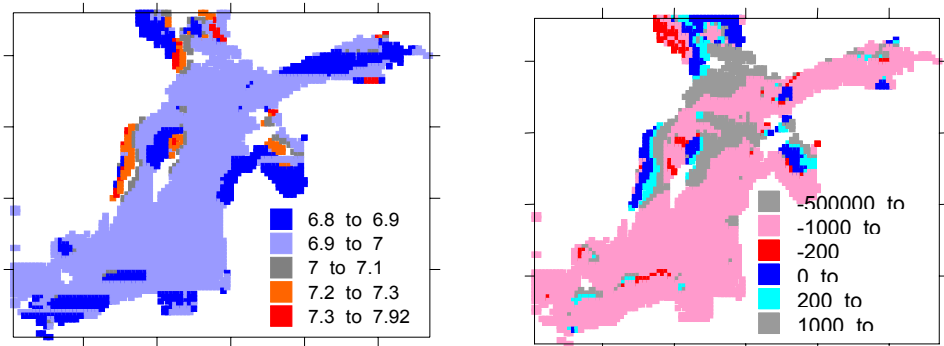 6.8 to 6.9
6.9 to 7
7 to 7.1
7.2 to 7.3
7.3 to 7.92
-500000 to
-1000 to
-200
0 to
200 to
1000 to